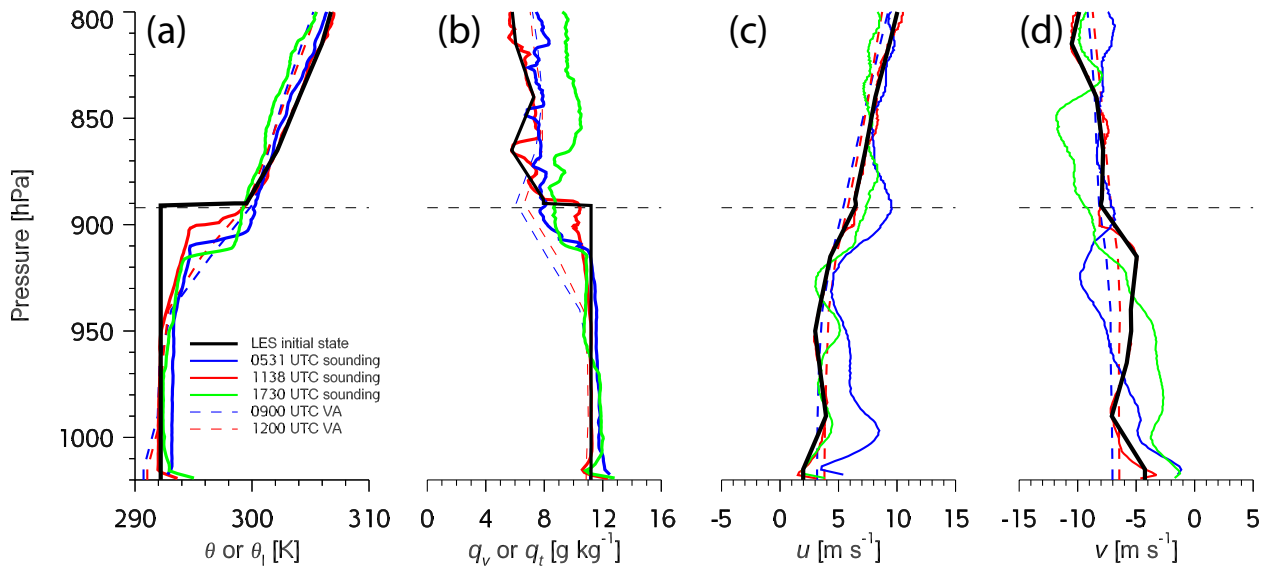 800
850
900
950
1000
Pressure [hPa]
(a)
(b)
(c)
(d)
LES initial state
0531 UTC sounding
1138 UTC sounding
1730 UTC sounding
0900 UTC VA
1200 UTC VA
290 300 310
0 4 8 12 16
-5 0 5 10 15
-15 -10 -5 0 5
θ or θl [K]
qv or qt [g kg-1]
u [m s-1]
v [m s-1]